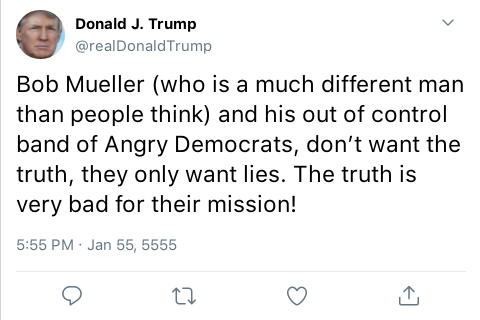 Donald J. Trump
@realDonaldTrump
Bob Mueller (who is a much different man
than people think) and his out of control
band of Angry Democrats, don’t want the
truth, they only want lies. The truth is
very bad for their mission!
5:55 PM · Jan 55, 5555